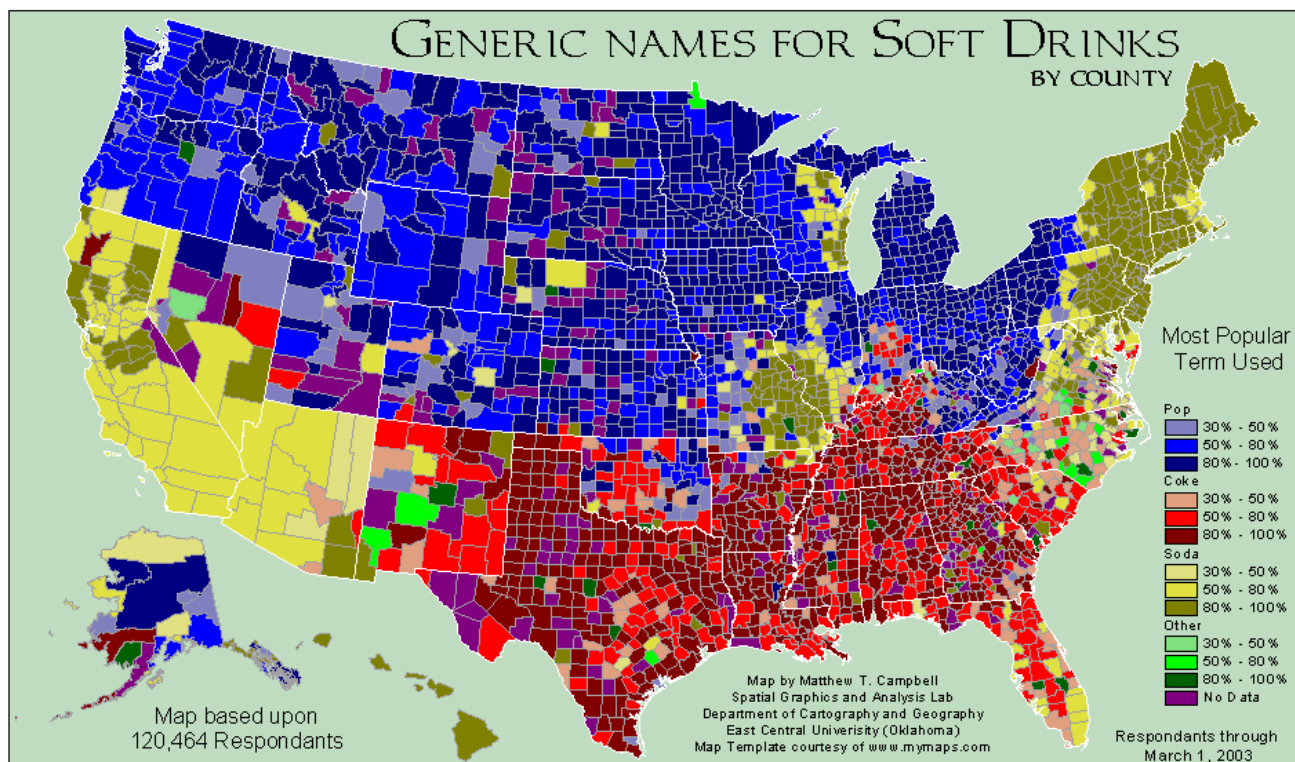 GENERIC NAMES FOR SOFT DRINKS
BY COUNTY
Most Popular
Term Used
Pop
30% - 50%
50% - 80%
80% - 100%
Coke
30% - 50%
50% - 80%
80% - 100%
Soda
30% - 50%
50% - 80%
80% - 100%
Other
30% - 50%
50% - 80%
80% - 100%
No Data
Map based upon
120,464 Respondants
Map by Matthew T. Campbell
Spatial Graphics and Analysis Lab
Department of Cartography and Geography
East Central Univerisity (Oklahoma)
Map Template courtesy of www.mymaps.com
Respondants through
March 1, 2003